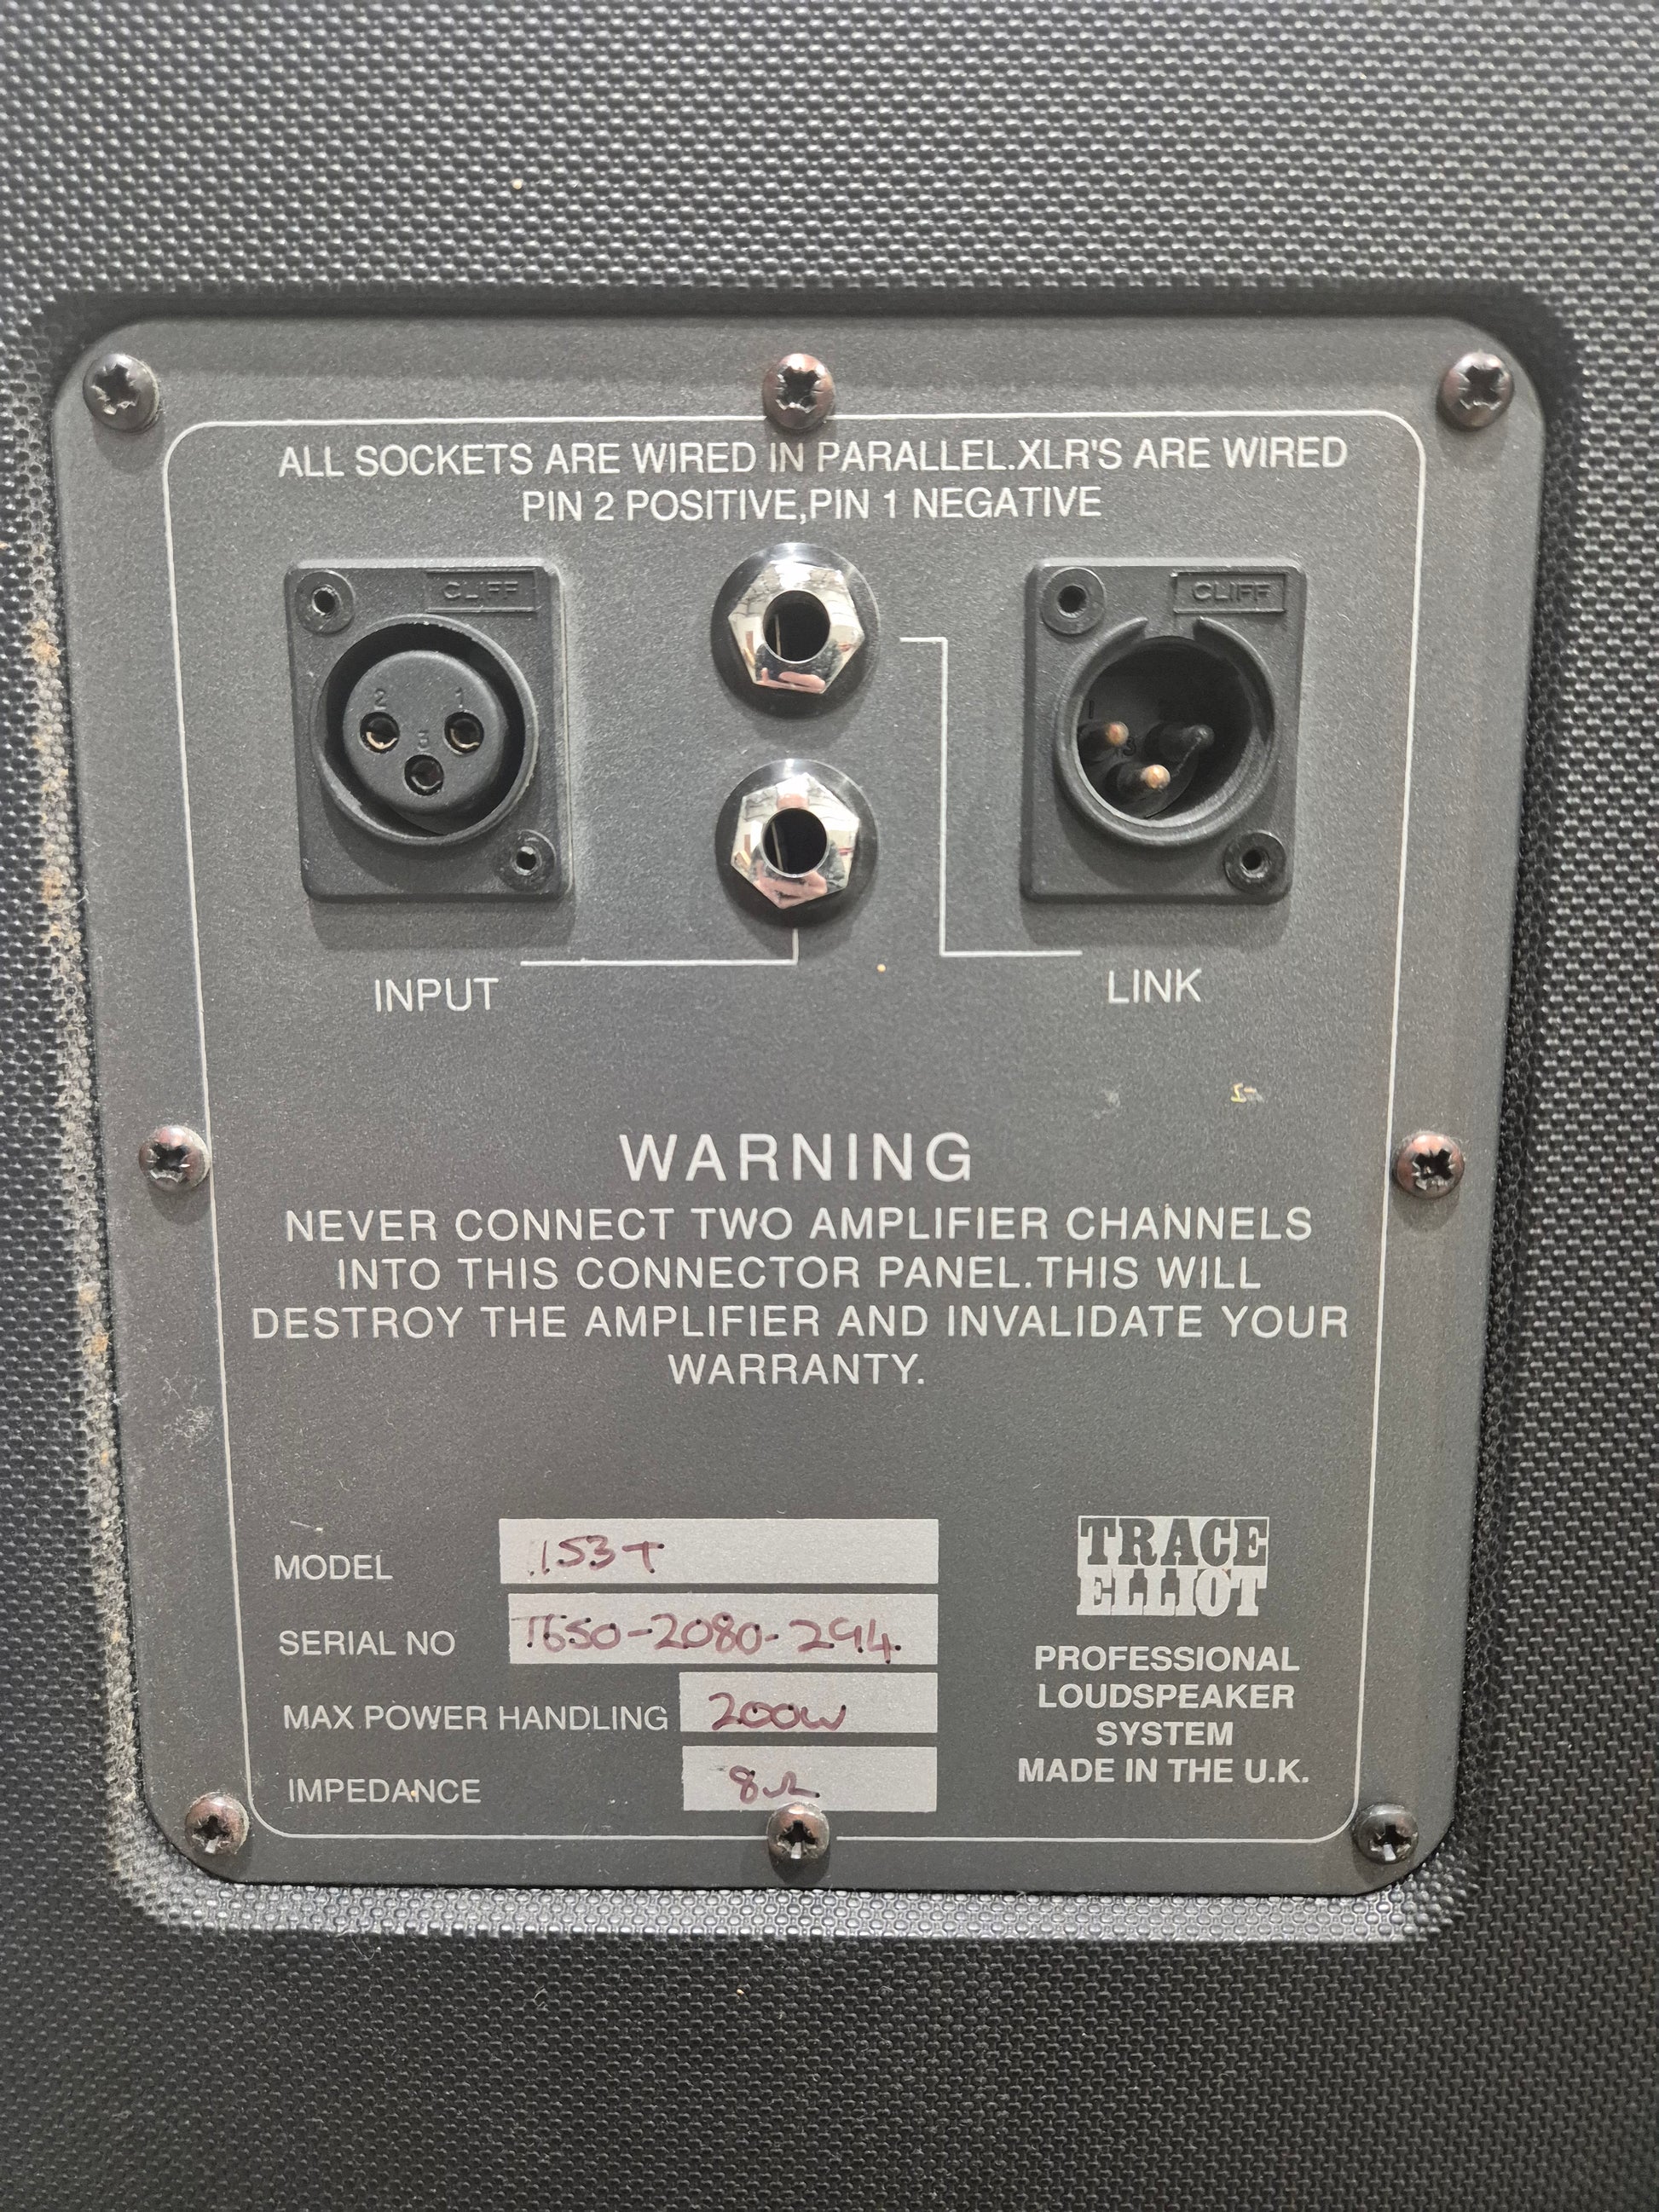 ALL SOCKETS ARE WIRED IN PARALLEL.XLR'S ARE WIRED
PIN 2 POSITIVE,PIN 1 NEGATIVE
CLIFF
CLIFF
2 1
3
INPUT
LINK
WARNING
NEVER CONNECT TWO AMPLIFIER CHANNELS
INTO THIS CONNECTOR PANEL.THIS WILL
DESTROY THE AMPLIFIER AND INVALIDATE YOUR
WARRANTY.
MODEL 153T
SERIAL NO T650-2080-294
MAX POWER HANDLING 200W
IMPEDANCE 8Ω
TRACE
ELLIOT
PROFESSIONAL
LOUDSPEAKER
SYSTEM
MADE IN THE U.K.